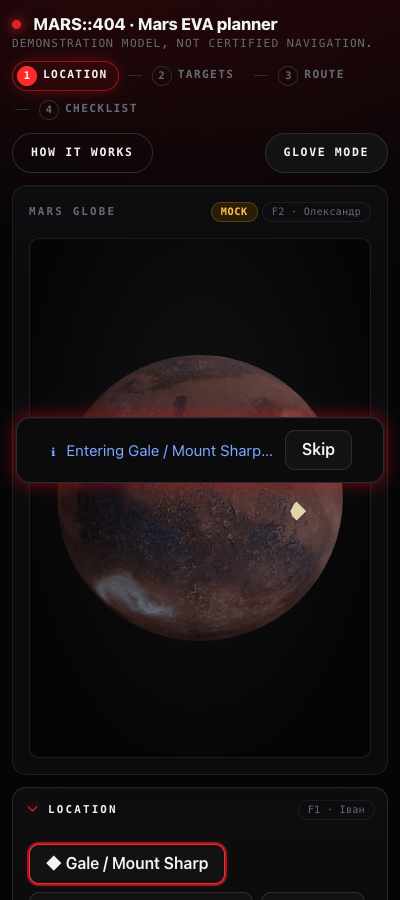 MARS::404 · Mars EVA planner
DEMONSTRATION MODEL, NOT CERTIFIED NAVIGATION.
1 LOCATION — 2 TARGETS — 3 ROUTE
— 4 CHECKLIST
HOW IT WORKS GLOVE MODE
MARS GLOBE MOCK F2 · Олександр
i Entering Gale / Mount Sharp… Skip
LOCATION F1 · Іван
◆ Gale / Mount Sharp